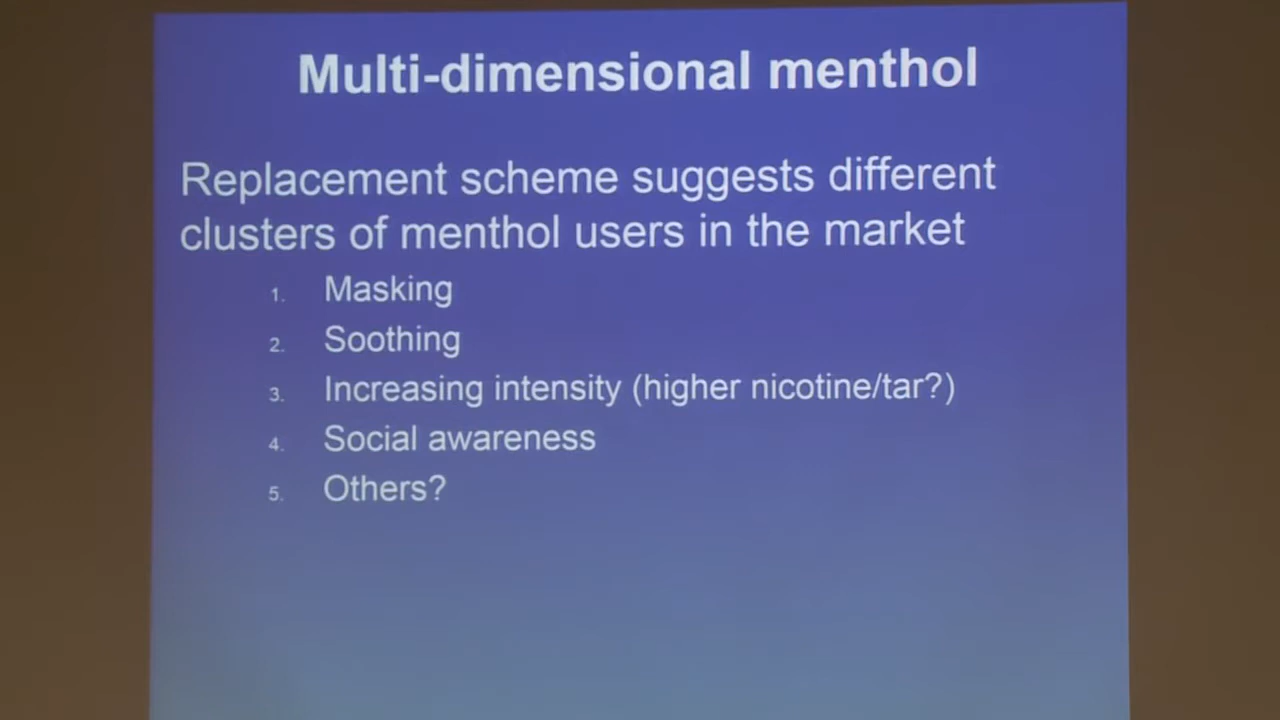 Multi-dimensional menthol
Replacement scheme suggests different
clusters of menthol users in the market
1. Masking
2. Soothing
3. Increasing intensity (higher nicotine/tar?)
4. Social awareness
5. Others?